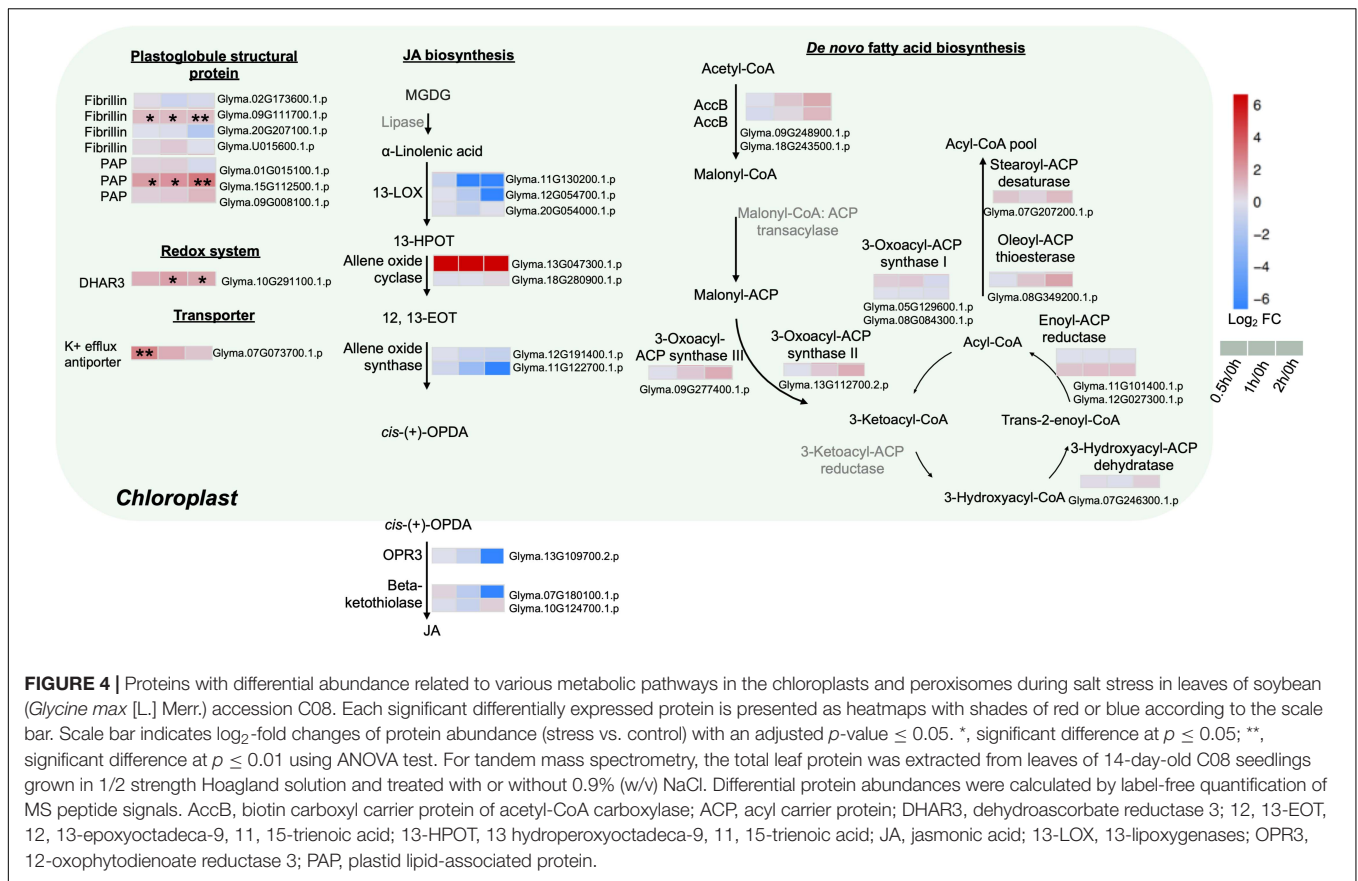 Plastoglubule structural
protein
Fibrillin
Glyma.02G173600.1.p
Fibrillin
* * **
Glyma.09G111700.1.p
Fibrillin
Glyma.20G207100.1.p
Fibrillin
Glyma.U015600.1.p
PAP
Glyma.01G015100.1.p
PAP
* * **
Glyma.15G112500.1.p
PAP
Glyma.09G008100.1.p
Redox system
DHAR3
* *
Glyma.10G291100.1.p
Transporter
K+ efflux
antiporter
**
Glyma.07G073700.1.p
JA biosynthesis
MGDG
Lipase
α-Linolenic acid
13-LOX
Glyma.11G130200.1.p
Glyma.12G054700.1.p
Glyma.20G054000.1.p
13-HPOT
Allene oxide
cyclase
Glyma.13G047300.1.p
Glyma.18G280900.1.p
12, 13-EOT
Allene oxide
synthase
Glyma.12G191400.1.p
Glyma.11G122700.1.p
cis-(+)-OPDA
Chloroplast
cis-(+)-OPDA
OPR3
Glyma.13G109700.2.p
Beta-
ketothiolase
Glyma.07G180100.1.p
Glyma.10G124700.1.p
JA
De novo fatty acid biosynthesis
Acetyl-CoA
AccB
AccB
Glyma.09G248900.1.p
Glyma.18G243500.1.p
Malonyl-CoA
Malonyl-CoA: ACP
transacylase
Malonyl-ACP
3-Oxoacyl-
ACP synthase III
Glyma.09G277400.1.p
3-Oxoacyl-ACP
synthase II
Glyma.13G112700.2.p
3-Oxoacyl-ACP
synthase I
Glyma.05G129600.1.p
Glyma.08G084300.1.p
Acyl-CoA pool
Stearoyl-ACP
desaturase
Glyma.07G207200.1.p
Oleoyl-ACP
thioesterase
Glyma.08G349200.1.p
Acyl-CoA
Enoyl-ACP
reductase
Glyma.11G101400.1.p
Glyma.12G027300.1.p
3-Ketoacyl-CoA
Trans-2-enoyl-CoA
3-Ketoacyl-ACP
reductase
3-Hydroxyacyl-ACP
dehydratase
Glyma.07G246300.1.p
3-Hydroxyacyl-CoA
6
4
2
0
−2
−4
−6
Log2 FC
0.5h/0h
1h/0h
2h/0h
FIGURE 4 | Proteins with differential abundance related to various metabolic pathways in the chloroplasts and peroxisomes during salt stress in leaves of soybean
(Glycine max [L.] Merr.) accession C08. Each significant differentially expressed protein is presented as heatmaps with shades of red or blue according to the scale
bar. Scale bar indicates log2-fold changes of protein abundance (stress vs. control) with an adjusted p-value ≤ 0.05. *, significant difference at p ≤ 0.05; **,
significant difference at p ≤ 0.01 using ANOVA test. For tandem mass spectrometry, the total leaf protein was extracted from leaves of 14-day-old C08 seedlings
grown in 1/2 strength Hoagland solution and treated with or without 0.9% (w/v) NaCl. Differential protein abundances were calculated by label-free quantification of
MS peptide signals. AccB, biotin carboxyl carrier protein of acetyl-CoA carboxylase; ACP, acyl carrier protein; DHAR3, dehydroascorbate reductase 3; 12, 13-EOT,
12, 13-epoxyoctadeca-9, 11, 15-trienoic acid; 13-HPOT, 13 hydroperoxyoctadeca-9, 11, 15-trienoic acid; JA, jasmonic acid; 13-LOX, 13-lipoxygenases; OPR3,
12-oxophytodienoate reductase 3; PAP, plastid lipid-associated protein.